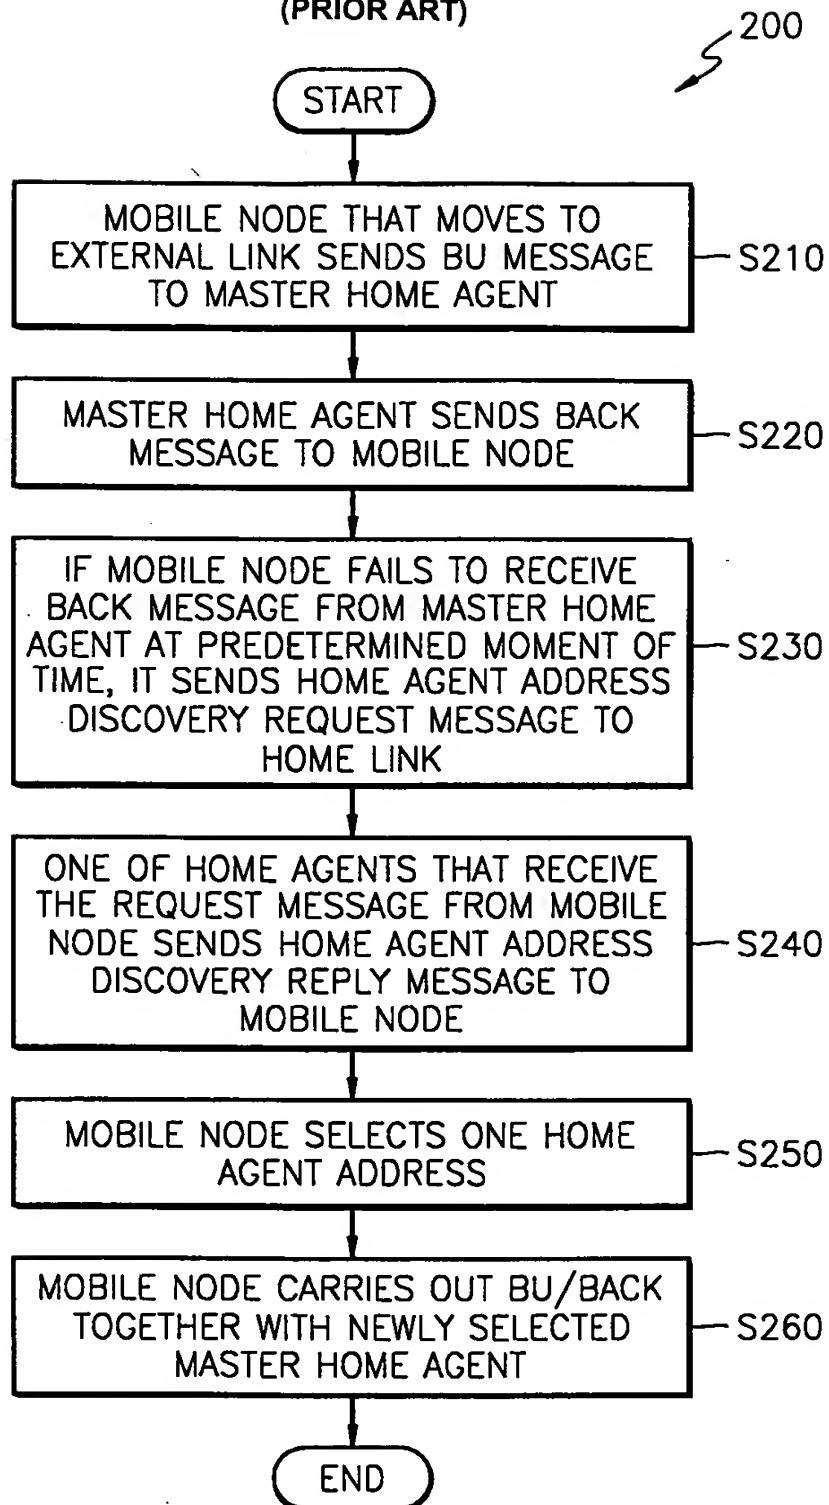 (PRIOR ART)
200
START
MOBILE NODE THAT MOVES TO
EXTERNAL LINK SENDS BU MESSAGE
TO MASTER HOME AGENT
S210
MASTER HOME AGENT SENDS BACK
MESSAGE TO MOBILE NODE
S220
IF MOBILE NODE FAILS TO RECEIVE
BACK MESSAGE FROM MASTER HOME
AGENT AT PREDETERMINED MOMENT OF
TIME, IT SENDS HOME AGENT ADDRESS
DISCOVERY REQUEST MESSAGE TO
HOME LINK
S230
ONE OF HOME AGENTS THAT RECEIVE
THE REQUEST MESSAGE FROM MOBILE
NODE SENDS HOME AGENT ADDRESS
DISCOVERY REPLY MESSAGE TO
MOBILE NODE
S240
MOBILE NODE SELECTS ONE HOME
AGENT ADDRESS
S250
MOBILE NODE CARRIES OUT BU/BACK
TOGETHER WITH NEWLY SELECTED
MASTER HOME AGENT
S260
END